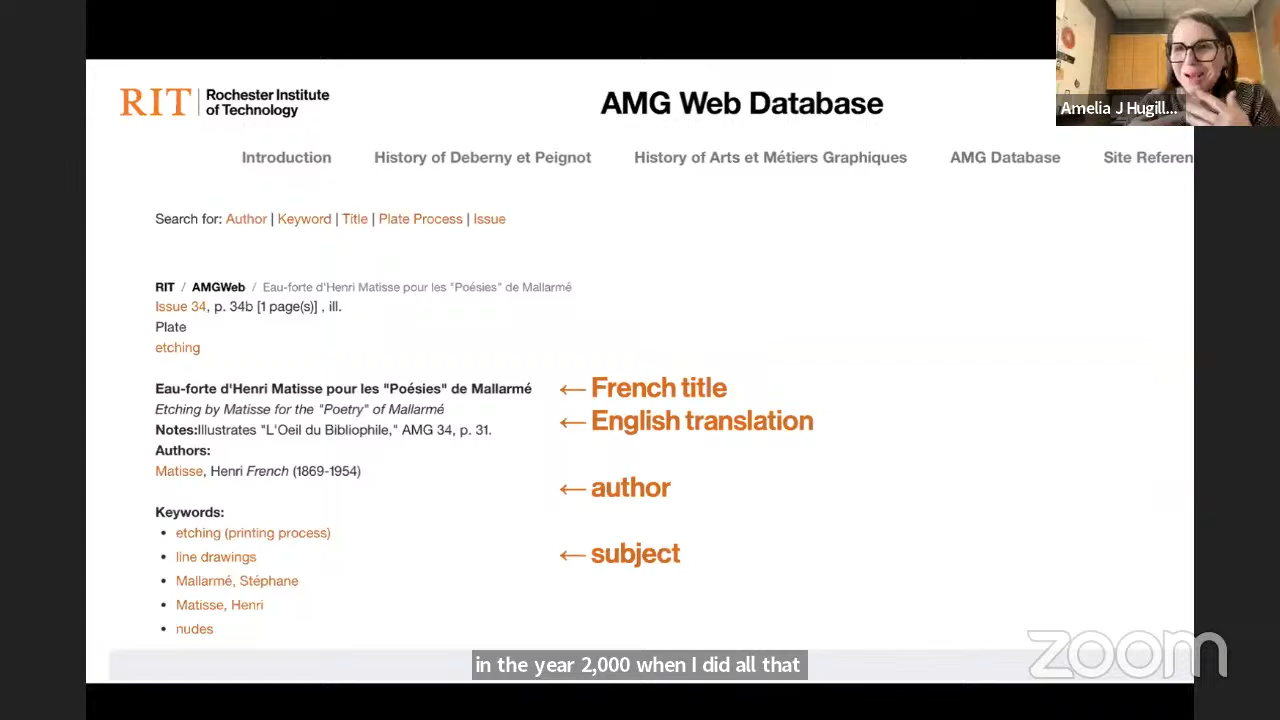 RIT | Rochester Institute
of Technology
AMG Web Database
Amelia J Hugill...
Introduction History of Deberny et Peignot History of Arts et Métiers Graphiques AMG Database Site Referen
Search for: Author | Keyword | Title | Plate Process | Issue
RIT / AMGWeb / Eau-forte d'Henri Matisse pour les "Poésies" de Mallarmé
Issue 34, p. 34b [1 page(s)] , ill.
Plate
etching
Eau-forte d'Henri Matisse pour les "Poésies" de Mallarmé ← French title
Etching by Matisse for the "Poetry" of Mallarmé ← English translation
Notes:Illustrates "L'Oeil du Bibliophile," AMG 34, p. 31.
Authors:
Matisse, Henri French (1869-1954) ← author
Keywords:
• etching (printing process)
• line drawings ← subject
• Mallarmé, Stéphane
• Matisse, Henri
• nudes
in the year 2,000 when I did all that
zoom